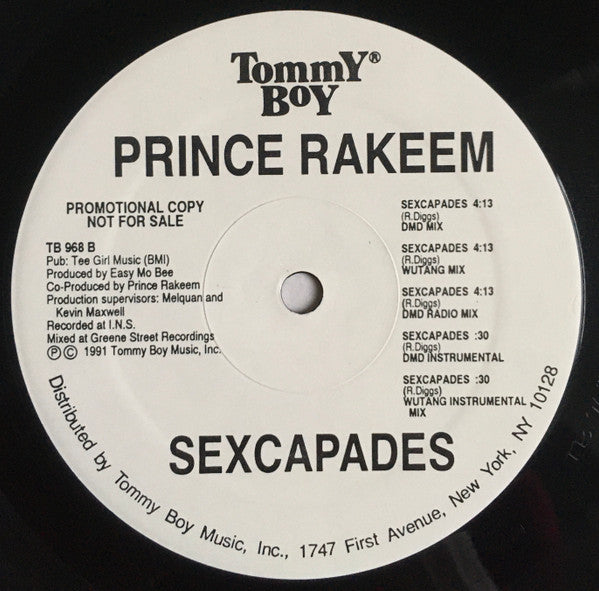 Tommy®
Boy
PRINCE RAKEEM
PROMOTIONAL COPY
NOT FOR SALE
TB 968 B
Pub: Tee Girl Music (BMI)
Produced by Easy Mo Bee
Co-Produced by Prince Rakeem
Production supervisors: Melquan and
Kevin Maxwell
Recorded at I.N.S.
Mixed at Greene Street Recordings
Ⓟ© 1991 Tommy Boy Music, Inc.
SEXCAPADES 4:13
(R.Diggs)
DMD MIX
SEXCAPADES 4:13
(R.Diggs)
WUTANG MIX
SEXCAPADES 4:13
(R.Diggs)
DMD RADIO MIX
SEXCAPADES :30
(R.Diggs)
DMD INSTRUMENTAL
SEXCAPADES :30
(R.Diggs)
WUTANG INSTRUMENTAL
MIX
SEXCAPADES
Distributed by Tommy Boy Music, Inc., 1747 First Avenue, New York, NY 10128